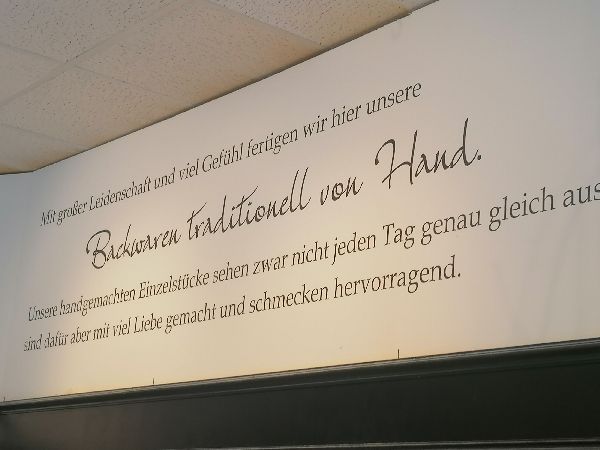 Mit großer Leidenschaft und viel Gefühl fertigen wir hier unsere
Backwaren traditionell von Hand.
Unsere handgemachten Einzelstücke sehen zwar nicht jeden Tag genau gleich aus
sind dafür aber mit viel Liebe gemacht und schmecken hervorragend.